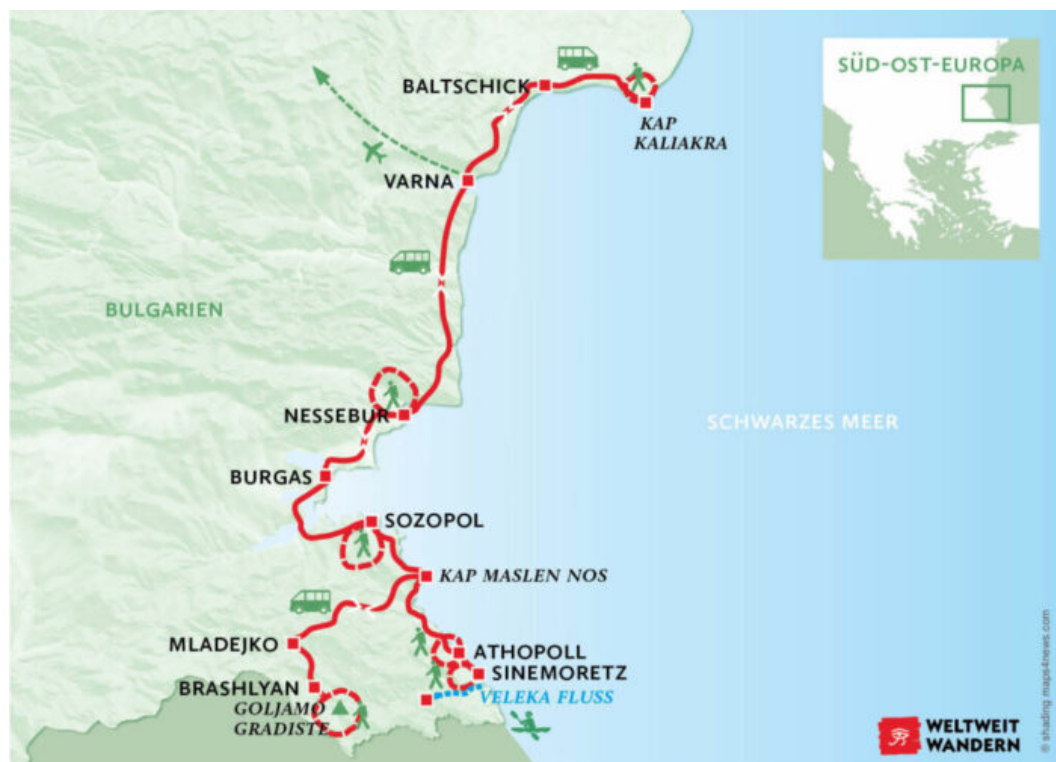 SÜD-OST-EUROPA
BALTSCHICK
KAP
KALIAKRA
VARNA
BULGARIEN
NESSEBUR
SCHWARZES MEER
BURGAS
SOZOPOL
KAP MASLEN NOS
MLADEJKO
ATHOPOLL
SINEMORETZ
BRASHLYAN
VELEKA FLUSS
GOLJAMO
GRADISTE
WELTWEIT
WANDERN
© shading maps4news.com